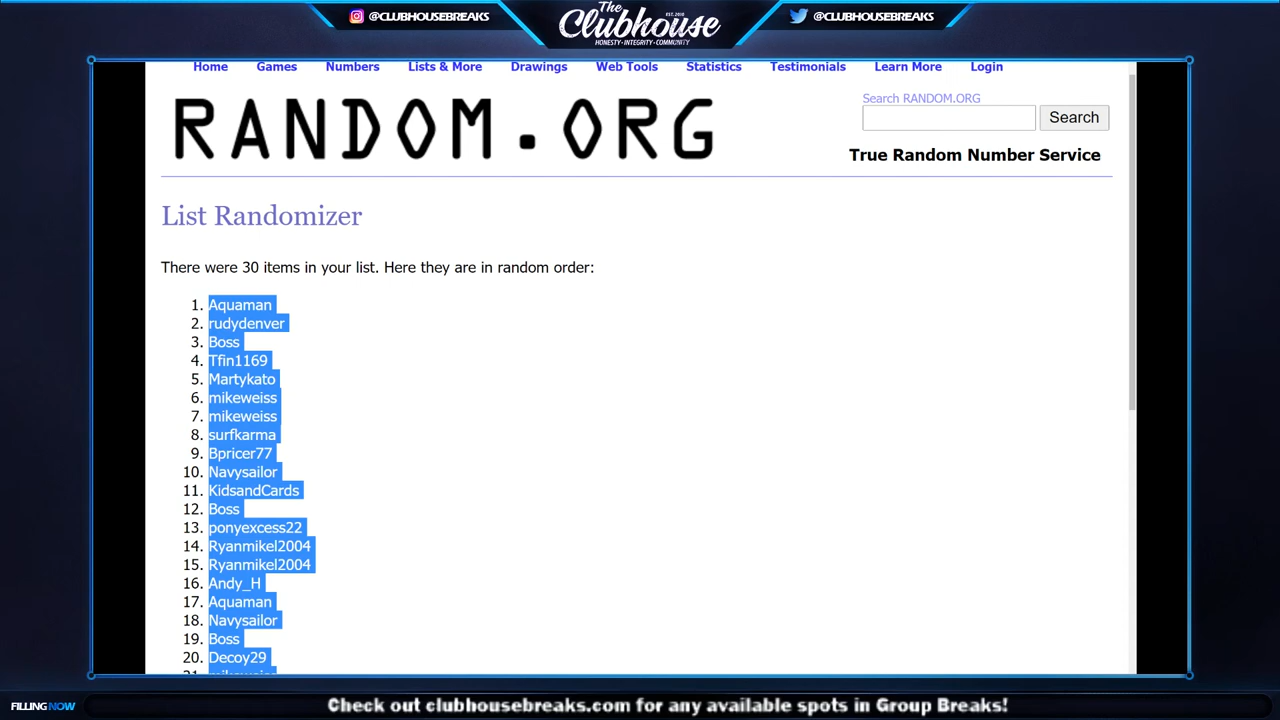 @CLUBHOUSEBREAKS
The
EST. 2018
Clubhouse
HONESTY-INTEGRITY-COMMUNITY
@CLUBHOUSEBREAKS
Home Games Numbers Lists & More Drawings Web Tools Statistics Testimonials Learn More Login
RANDOM.ORG
Search RANDOM.ORG
Search
True Random Number Service
List Randomizer
There were 30 items in your list. Here they are in random order:
1. Aquaman
2. rudydenver
3. Boss
4. Tfin1169
5. Martykato
6. mikeweiss
7. mikeweiss
8. surfkarma
9. Bpricer77
10. Navysailor
11. KidsandCards
12. Boss
13. ponyexcess22
14. Ryanmikel2004
15. Ryanmikel2004
16. Andy_H
17. Aquaman
18. Navysailor
19. Boss
20. Decoy29
FILLING NOW
Check out clubhousebreaks.com for any available spots in Group Breaks!